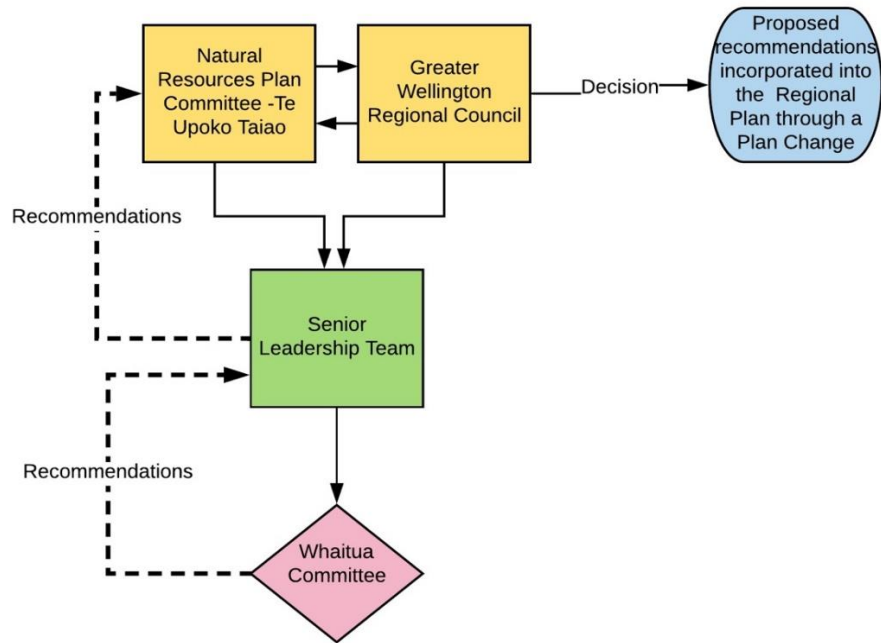 Natural
Resources Plan
Committee -Te
Upoko Taiao
Greater
Wellington
Regional Council
Decision
Proposed
recommendations
incorporated into
the Regional
Plan through a
Plan Change
Recommendations
Senior
Leadership Team
Recommendations
Whaitua
Committee